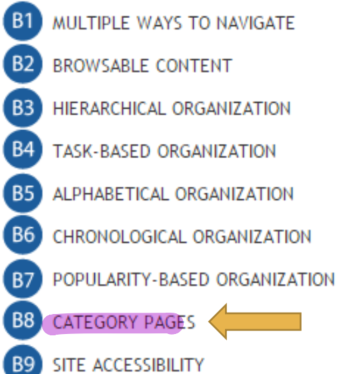 B1 MULTIPLE WAYS TO NAVIGATE
B2 BROWSABLE CONTENT
B3 HIERARCHICAL ORGANIZATION
B4 TASK-BASED ORGANIZATION
B5 ALPHABETICAL ORGANIZATION
B6 CHRONOLOGICAL ORGANIZATION
B7 POPULARITY-BASED ORGANIZATION
B8 CATEGORY PAGES
B9 SITE ACCESSIBILITY